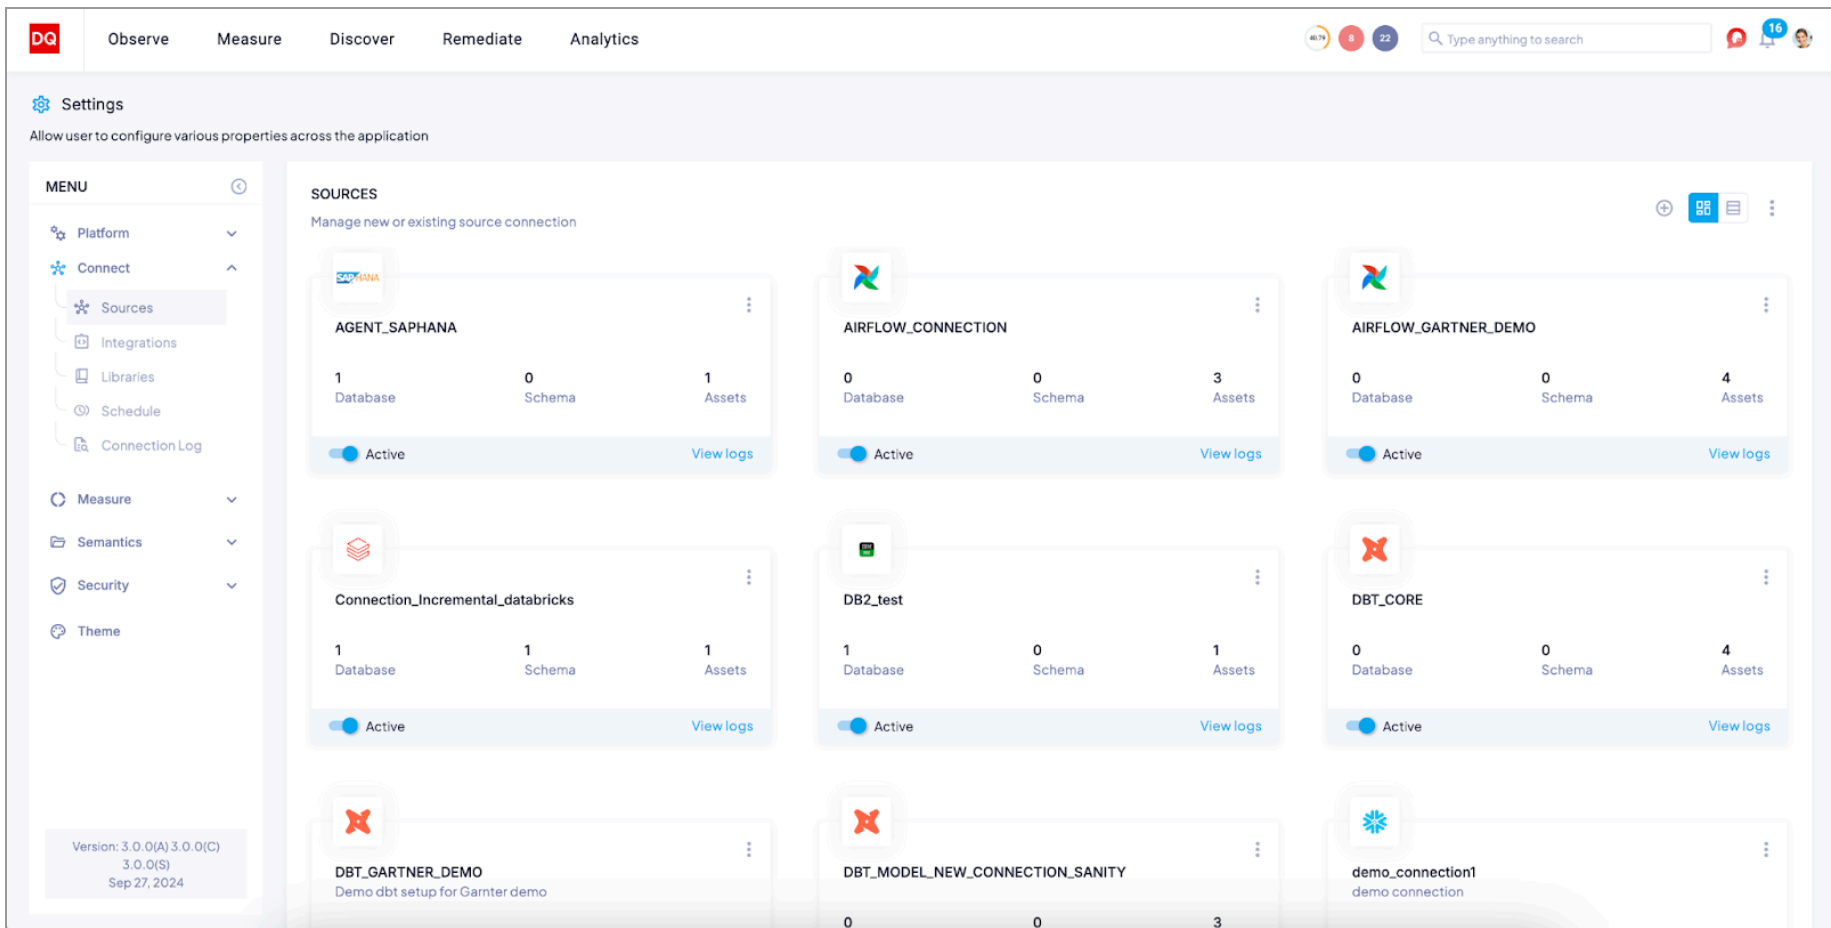 DQ
Observe Measure Discover Remediate Analytics
40.79 8 22 Type anything to search 16
Settings
Allow user to configure various properties across the application
MENU
Platform
Connect
Sources
Integrations
Libraries
Schedule
Connection Log
Measure
Semantics
Security
Theme
Version: 3.0.0(A) 3.0.0(C)
3.0.0(S)
Sep 27, 2024
SOURCES
Manage new or existing source connection
SAP HANA
AGENT_SAPHANA
1 0 1
Database Schema Assets
Active View logs
AIRFLOW_CONNECTION
0 0 3
Database Schema Assets
Active View logs
AIRFLOW_GARTNER_DEMO
0 0 4
Database Schema Assets
Active View logs
Connection_Incremental_databricks
1 1 1
Database Schema Assets
Active View logs
DB2_test
1 0 1
Database Schema Assets
Active View logs
DBT_CORE
0 0 4
Database Schema Assets
Active View logs
DBT_GARTNER_DEMO
Demo dbt setup for Garnter demo
DBT_MODEL_NEW_CONNECTION_SANITY
0 0 3
demo_connection1
demo connection